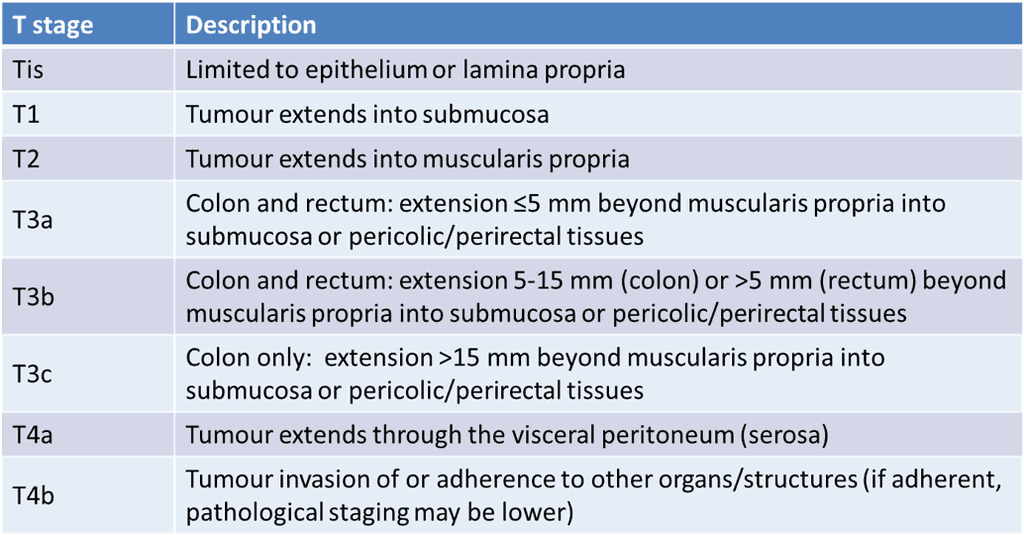 T stage Description
Tis Limited to epithelium or lamina propria
T1 Tumour extends into submucosa
T2 Tumour extends into muscularis propria
T3a Colon and rectum: extension ≤5 mm beyond muscularis propria into
submucosa or pericolic/perirectal tissues
T3b Colon and rectum: extension 5-15 mm (colon) or >5 mm (rectum) beyond
muscularis propria into submucosa or pericolic/perirectal tissues
T3c Colon only: extension >15 mm beyond muscularis propria into
submucosa or pericolic/perirectal tissues
T4a Tumour extends through the visceral peritoneum (serosa)
T4b Tumour invasion of or adherence to other organs/structures (if adherent,
pathological staging may be lower)